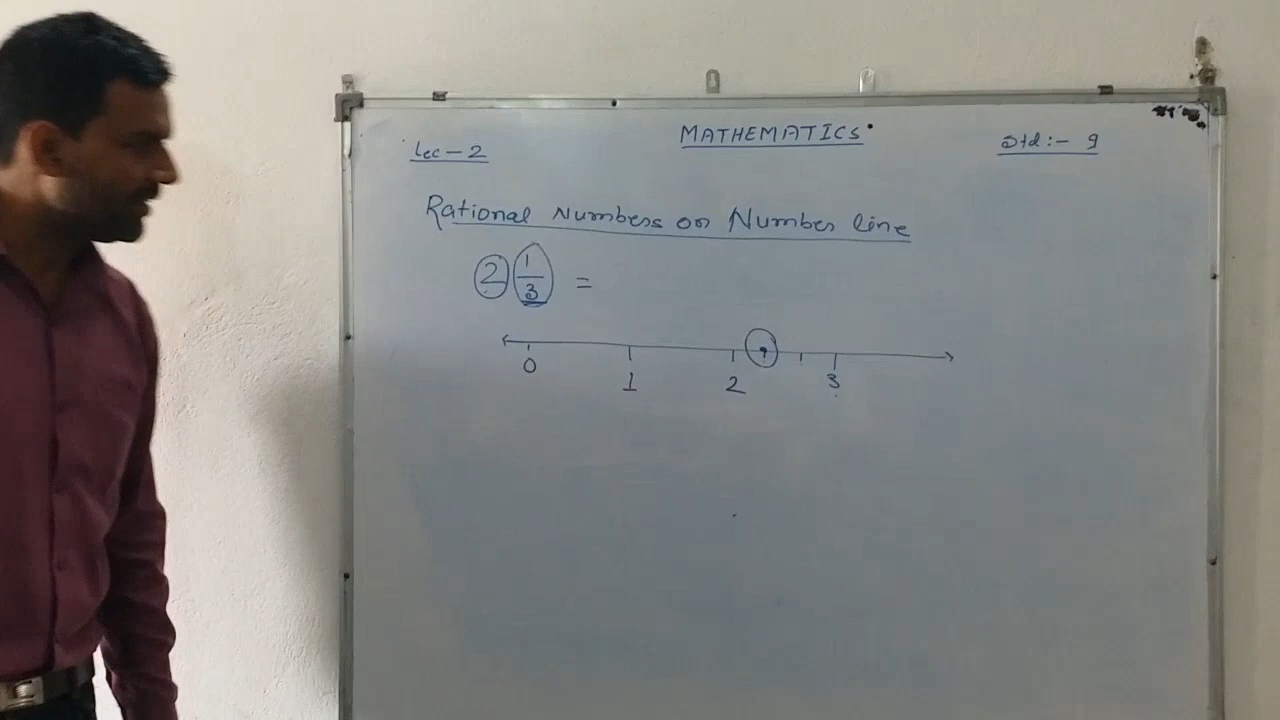 MATHEMATICS
Lec - 2
Std :- 9
Rational Numbers on Number line
2 1/3 =
0 1 2 3